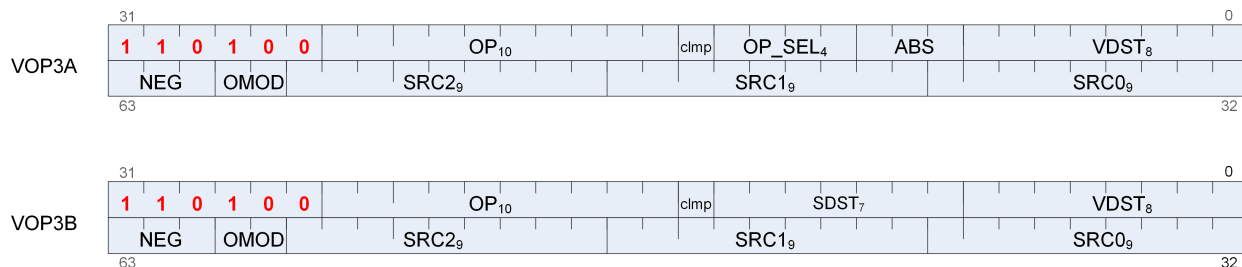 31 0
VOP3A
1 1 0 1 0 0 OP₁₀ clmp OP_SEL₄ ABS VDST₈
NEG OMOD SRC2₉ SRC1₉ SRC0₉
63 32
31 0
VOP3B
1 1 0 1 0 0 OP₁₀ clmp SDST₇ VDST₈
NEG OMOD SRC2₉ SRC1₉ SRC0₉
63 32